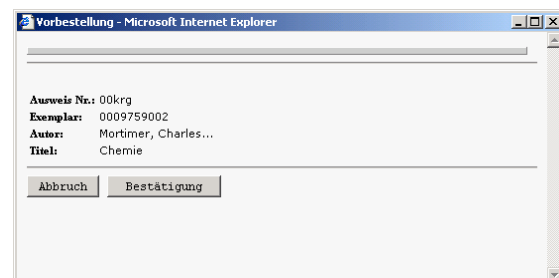 Vorbestellung - Microsoft Internet Explorer
Ausweis Nr.: 00krg
Exemplar: 0009759002
Autor: Mortimer, Charles...
Titel: Chemie
Abbruch Bestätigung